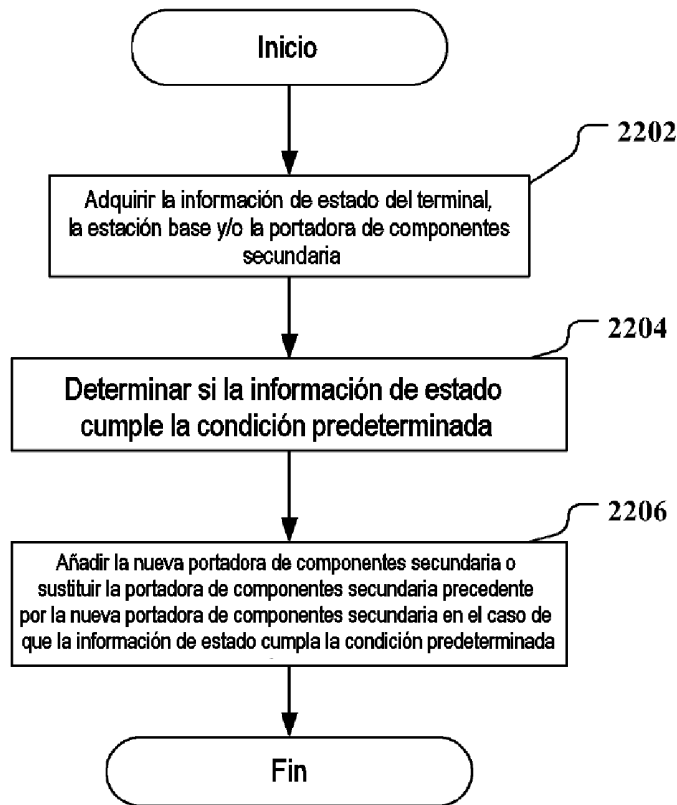 Inicio
2202
Adquirir la información de estado del terminal,
la estación base y/o la portadora de componentes
secundaria
2204
Determinar si la información de estado
cumple la condición predeterminada
2206
Añadir la nueva portadora de componentes secundaria o
sustituir la portadora de componentes secundaria precedente
por la nueva portadora de componentes secundaria en el caso de
que la información de estado cumpla la condición predeterminada
Fin